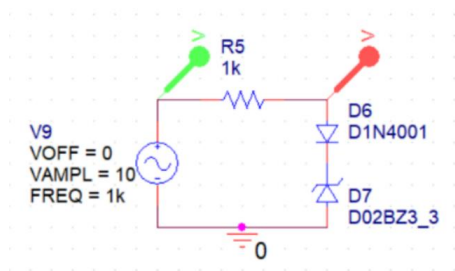 V
V
R5
1k
V9
VOFF = 0
VAMPL = 10
FREQ = 1k
D6
D1N4001
D7
D02BZ3_3
0